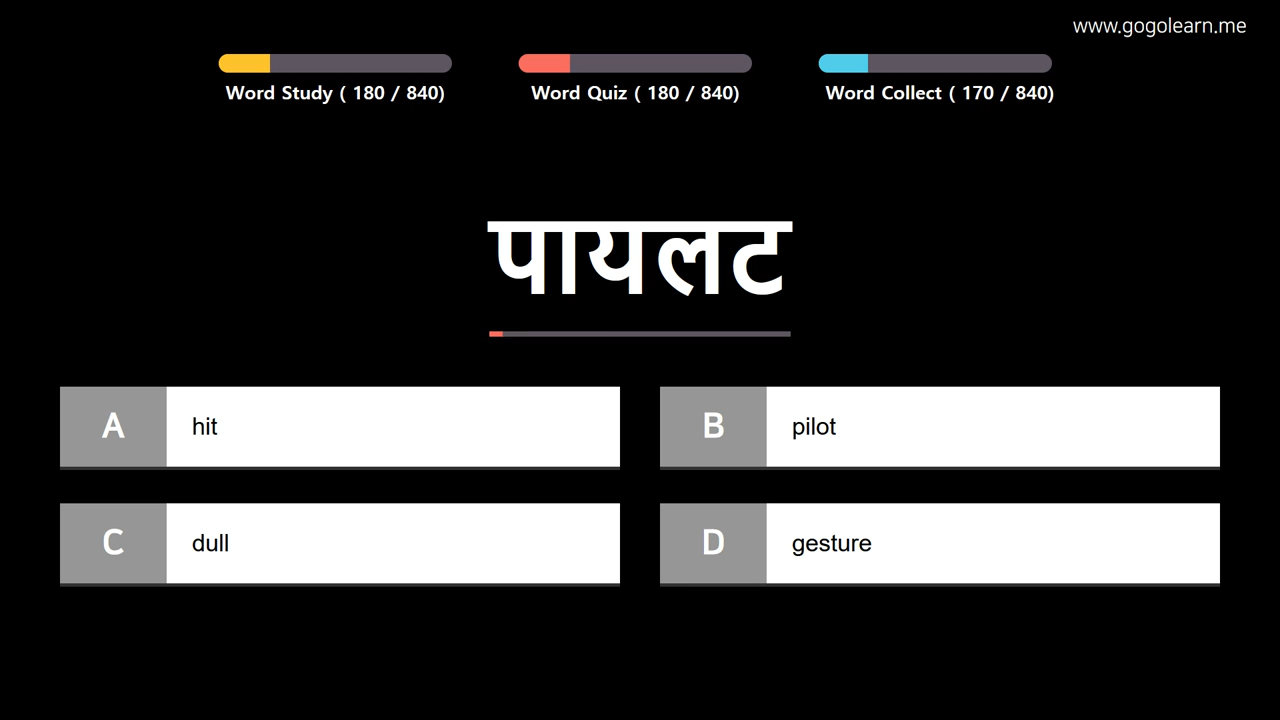 www.gogolearn.me
Word Study ( 180 / 840)
Word Quiz ( 180 / 840)
Word Collect ( 170 / 840)
पायलट
A
hit
B
pilot
C
dull
D
gesture